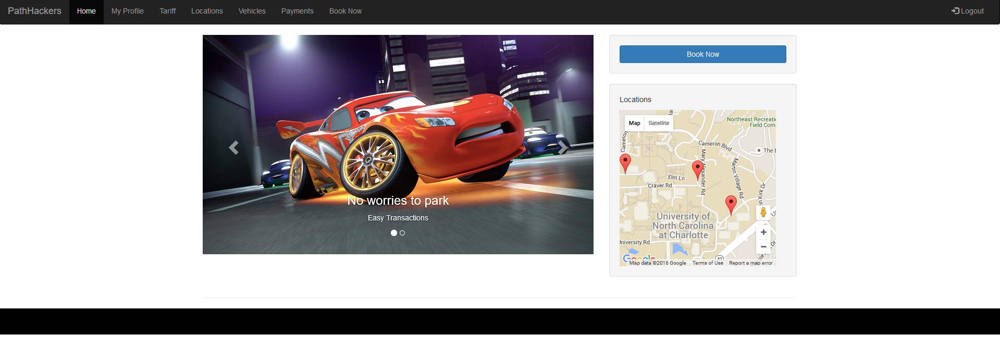 PathHackers Home My Profile Tariff Locations Vehicles Payments Book Now Logout
No worries to park
Easy Transactions
Book Now
Locations
Map Satellite
Northeast Recreati
Field Com
Cameron
Cameron Blvd
The
Mary Alexander Rd
Martin Village Rd
Elm Ln
Craver Rd
Kirk Dr
University of
North Carolina
at Charlotte
University Rd
49
Google
Map data ©2016 Google Terms of Use Report a map error